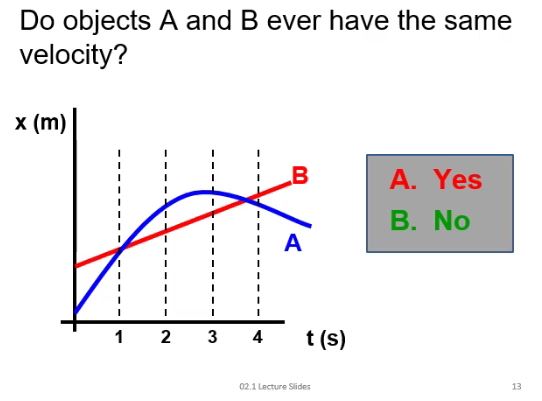 Do objects A and B ever have the same
velocity?
x (m)
B
A
A. Yes
B. No
1 2 3 4 t (s)
02.1 Lecture Slides 13